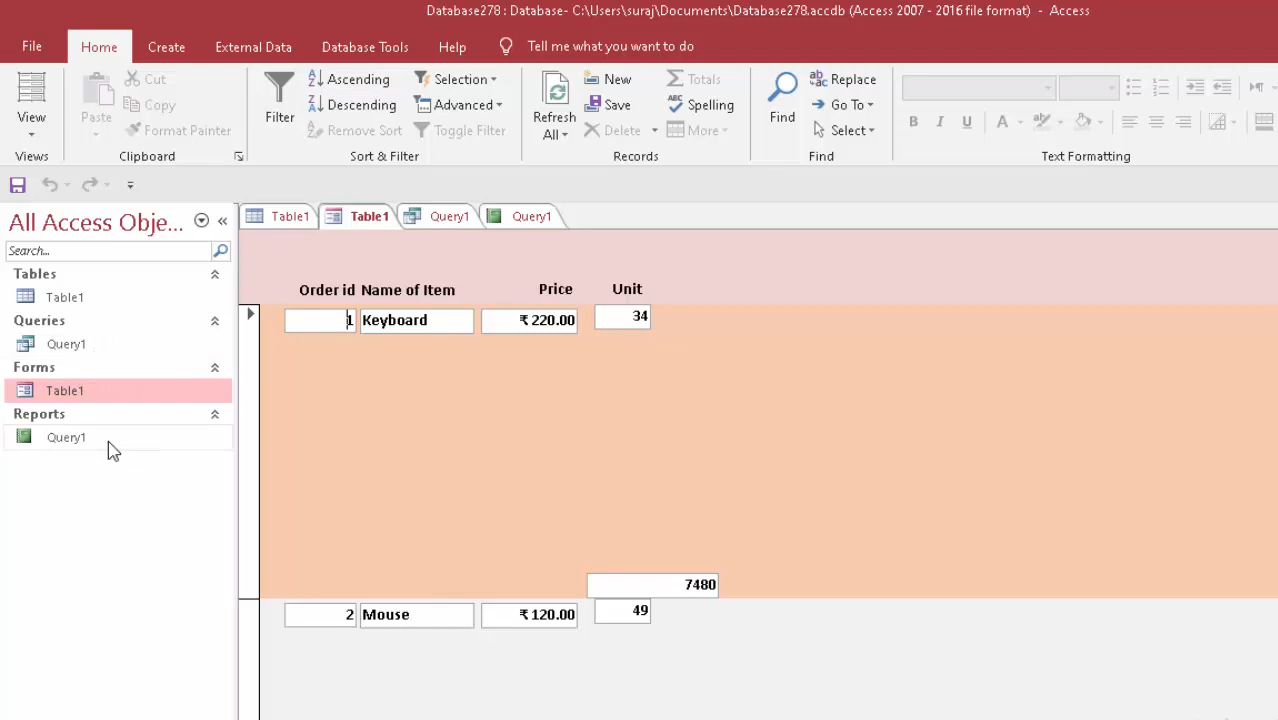 Database278 : Database- C:\Users\suraj\Documents\Database278.accdb (Access 2007 - 2016 file format) - Access
File Home Create External Data Database Tools Help Tell me what you want to do
View
Views
Paste
Cut
Copy
Format Painter
Clipboard
Filter
Ascending
Descending
Remove Sort
Selection
Advanced
Toggle Filter
Sort & Filter
Refresh
All
New
Save
Delete
Totals
Spelling
More
Records
Find
Replace
Go To
Select
Find
B I U A
Text Formatting
All Access Obje...
Search...
Tables
Table1
Queries
Query1
Forms
Table1
Reports
Query1
Table1 Table1 Query1 Query1
Order id Name of Item Price Unit
1 Keyboard ₹ 220.00 34
7480
2 Mouse ₹ 120.00 49